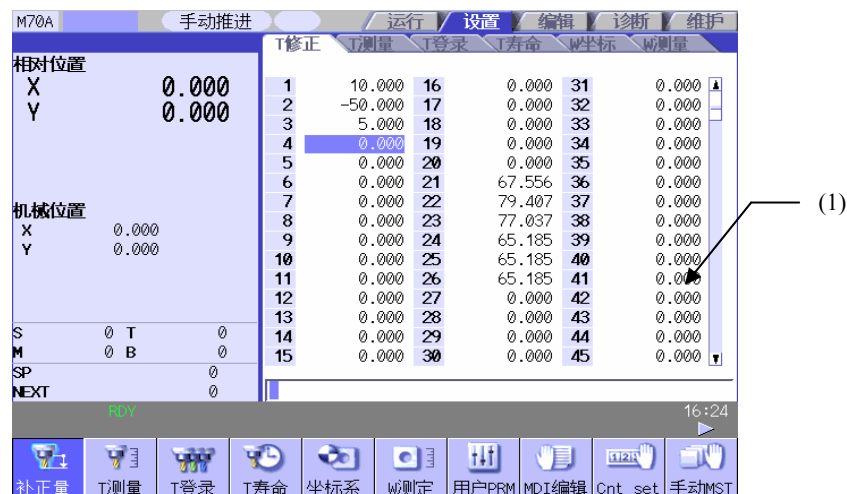 M70A 手动推进 运行 设置 编辑 诊断 维护
T修正 T测量 T登录 T寿命 W坐标 W测量
相对位置
X 0.000
Y 0.000
机械位置
X 0.000
Y 0.000
S 0 T 0
M 0 B 0
SP 0
NEXT 0
1 10.000 16 0.000 31 0.000
2 -50.000 17 0.000 32 0.000
3 5.000 18 0.000 33 0.000
4 0.000 19 0.000 34 0.000
5 0.000 20 0.000 35 0.000
6 0.000 21 67.556 36 0.000
7 0.000 22 79.407 37 0.000
8 0.000 23 77.037 38 0.000
9 0.000 24 65.185 39 0.000
10 0.000 25 65.185 40 0.000
11 0.000 26 65.185 41 0.000
12 0.000 27 0.000 42 0.000
13 0.000 28 0.000 43 0.000
14 0.000 29 0.000 44 0.000
15 0.000 30 0.000 45 0.000
(1)
RDY 16:24
补正量 T测量 T登录 T寿命 坐标系 W测定 用户PRM MDI编辑 Cnt set 手动MST